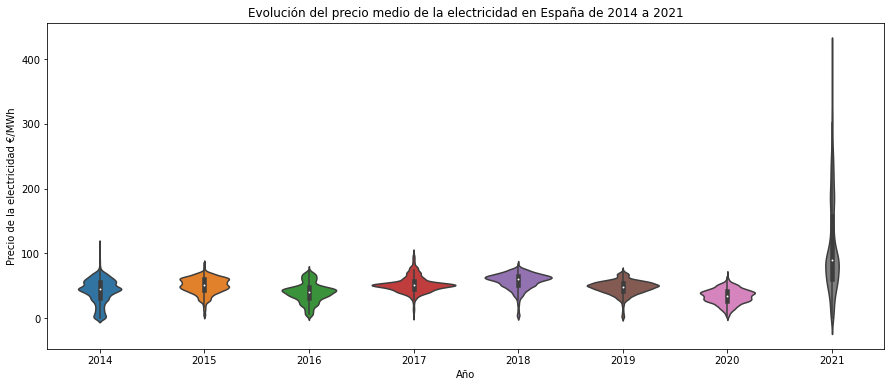 Evolución del precio medio de la electricidad en España de 2014 a 2021
Precio de la electricidad €/MWh
400
300
200
100
0
2014 2015 2016 2017 2018 2019 2020 2021
Año